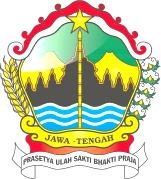 JAWA - TENGAH
PRASETYA ULAH SAKTI BHAKTI PRAJA